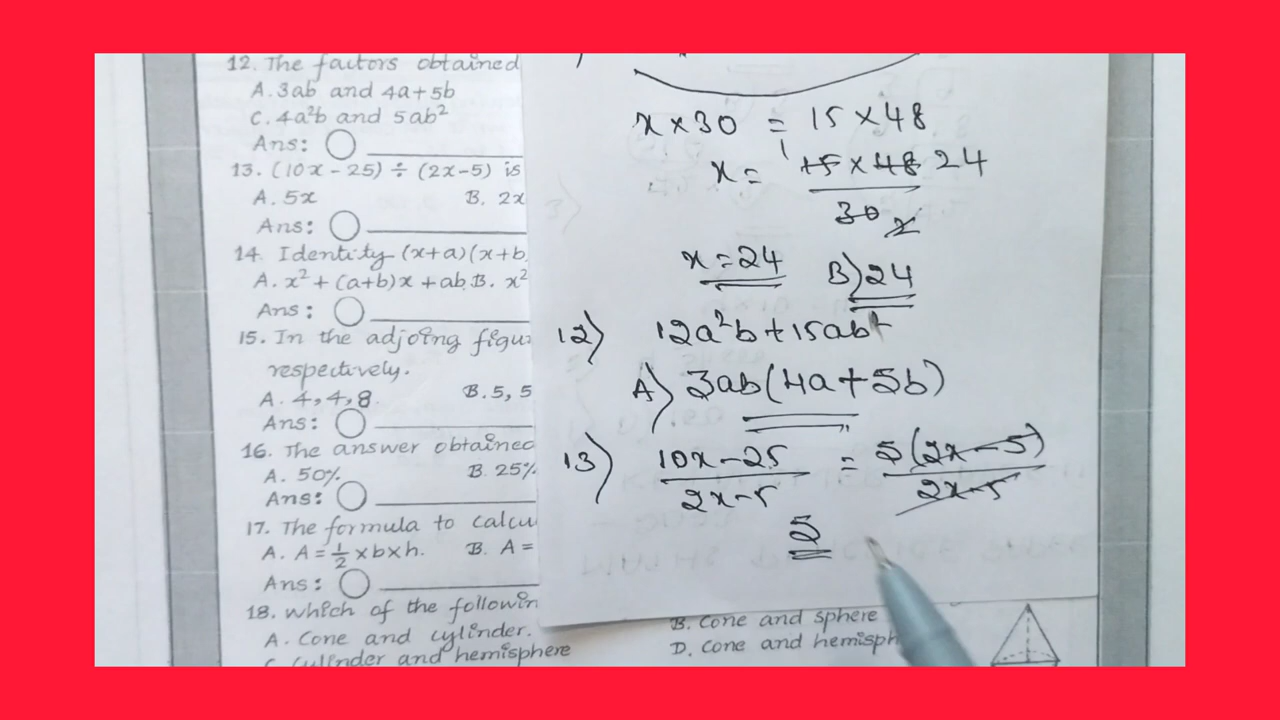 12. The factors obtained
A. 3ab and 4a+5b
C. 4a²b and 5ab²
Ans:
13. (10x - 25) ÷ (2x-5) is
A. 5x B. 2x
Ans:
14. Identity (x+a)(x+b
A. x² + (a+b)x + ab. B. x²
Ans:
15. In the adjoing figu
respectively.
A. 4,4,8. B. 5, 5
Ans:
16. The answer obtained
A. 50%. B. 25%
Ans:
17. The formula to calcu
A. A = 1/2 × b × h. B. A =
Ans:
18. Which of the followin
A. Cone and cylinder.
C. Cylinder and hemisphere
B. Cone and sphere
D. Cone and hemisph
x × 30 = 15 × 48
x = 15 × 48 24
30 2
x = 24 B) 24
12) 12a²b + 15ab
A) 3ab(4a + 5b)
13) 10x - 25 = 5(2x - 5)
2x - 5 2x - 5
5